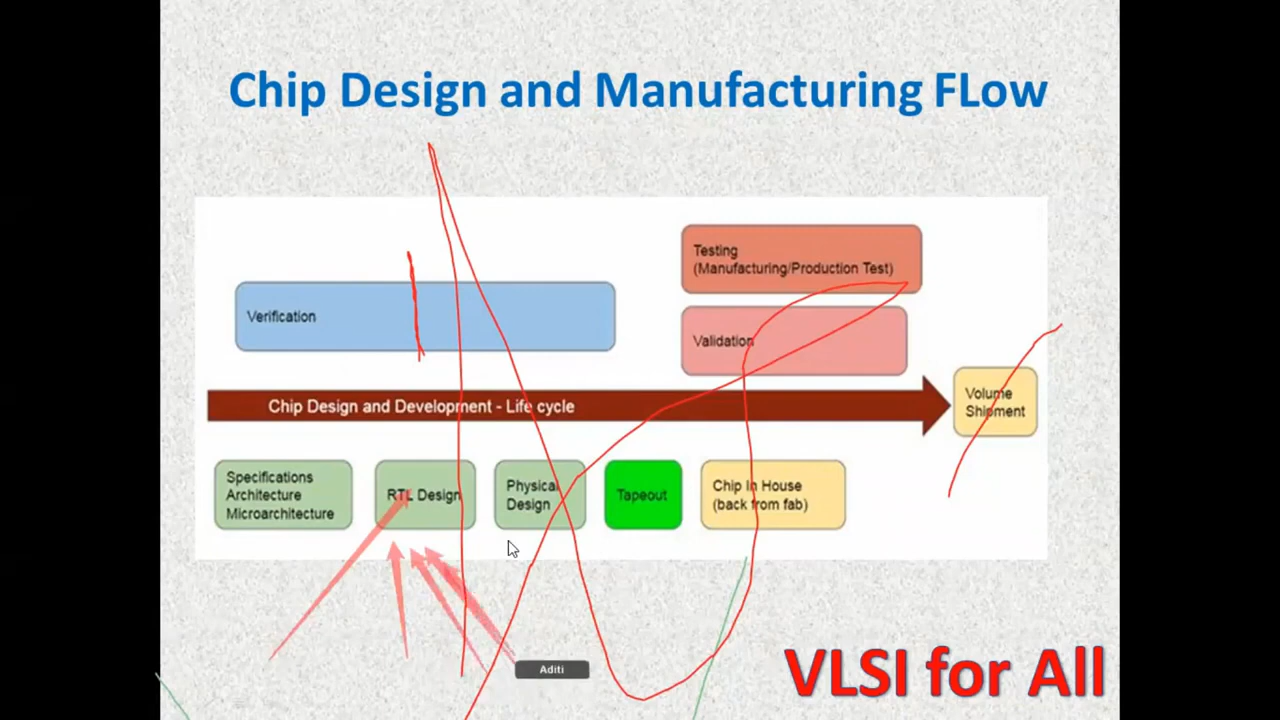 Chip Design and Manufacturing FLow
Testing
(Manufacturing/Production Test)
Verification
Validation
Chip Design and Development - Life cycle
Volume
Shipment
Specifications
Architecture
Microarchitecture
RTL Design
Physical
Design
Tapeout
Chip In House
(back from fab)
Aditi
VLSI for All